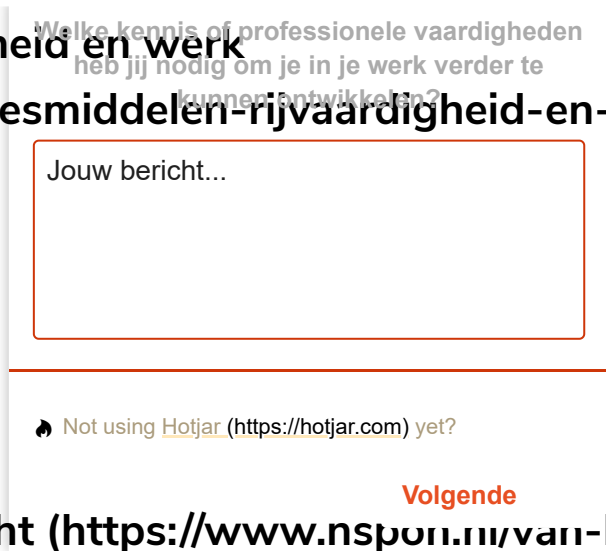 Welke kennis of professionele vaardigheden
heid en werk
heb jij nodig om je in je werk verder te
kunnen ontwikkelen?
esmiddelen-rijvaardigheid-en-
Jouw bericht...
Not using Hotjar (https://hotjar.com) yet?
Volgende
ht (https://www.nspoh.nl/van-